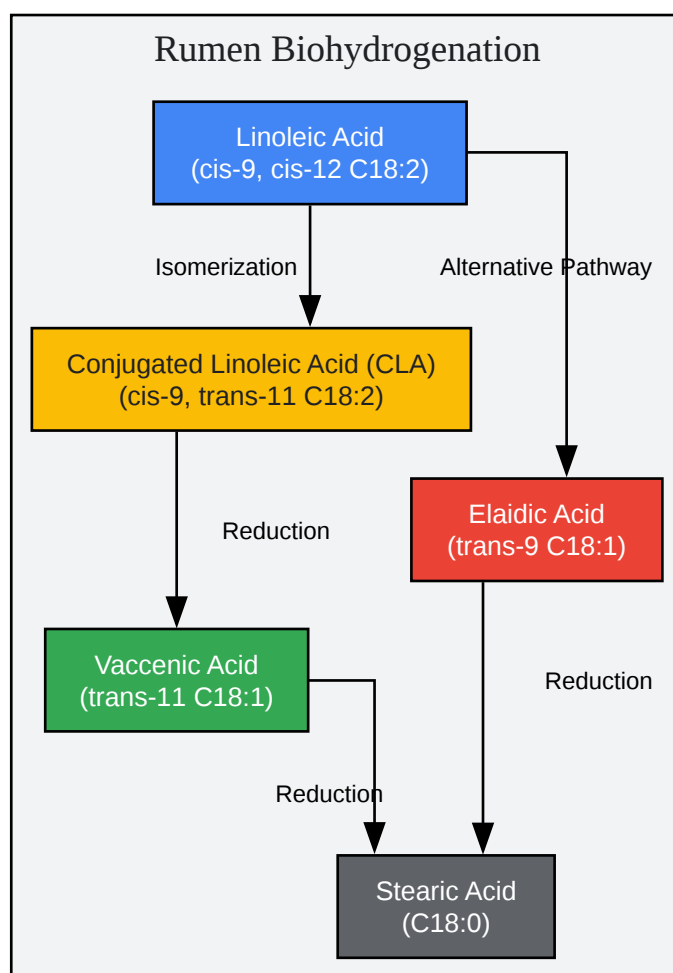 Rumen Biohydrogenation
Linoleic Acid
(cis-9, cis-12 C18:2)
Isomerization
Alternative Pathway
Conjugated Linoleic Acid (CLA)
(cis-9, trans-11 C18:2)
Reduction
Elaidic Acid
(trans-9 C18:1)
Vaccenic Acid
(trans-11 C18:1)
Reduction
Reduction
Stearic Acid
(C18:0)